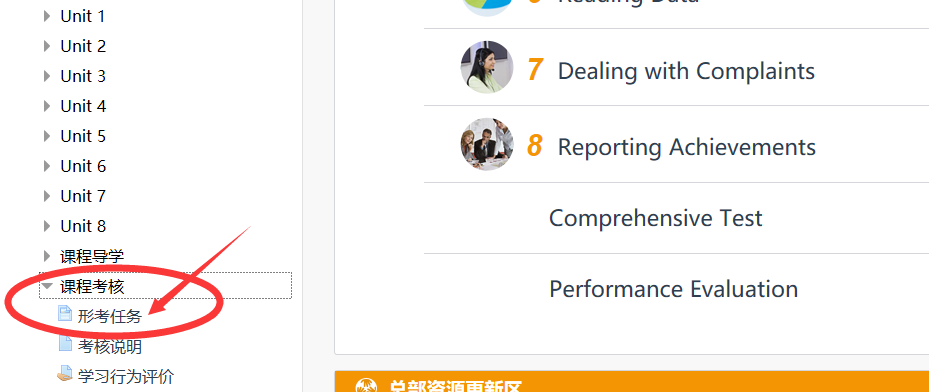 Unit 1
Unit 2
Unit 3
Unit 4
Unit 5
Unit 6
Unit 7
Unit 8
课程导学
课程考核
形考任务
考核说明
学习行为评价
Reading Data
7 Dealing with Complaints
8 Reporting Achievements
Comprehensive Test
Performance Evaluation
总部资源更新区